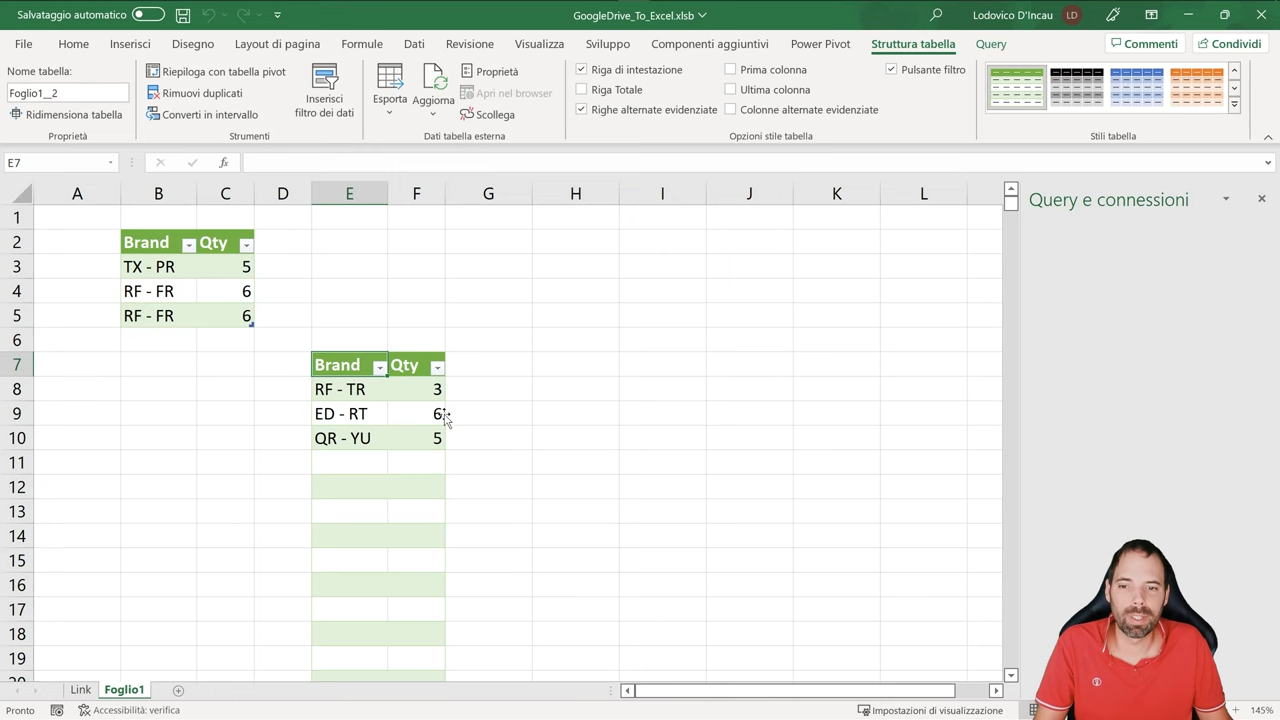 Salvataggio automatico
GoogleDrive_To_Excel.xlsb
Lodovico D'Incau
LD
File Home Inserisci Disegno Layout di pagina Formule Dati Revisione Visualizza Sviluppo Componenti aggiuntivi Power Pivot Struttura tabella Query
Commenti
Condividi
Nome tabella:
Foglio1__2
Ridimensiona tabella
Proprietà
Riepiloga con tabella pivot
Rimuovi duplicati
Converti in intervallo
Inserisci
filtro dei dati
Strumenti
Esporta
Aggiorna
Proprietà
Apri nel browser
Scollega
Dati tabella esterna
Riga di intestazione
Riga Totale
Righe alternate evidenziate
Prima colonna
Ultima colonna
Colonne alternate evidenziate
Pulsante filtro
Opzioni stile tabella
Stili tabella
E7
fx
A B C D E F G H I J K L
1
2 Brand Qty
3 TX - PR 5
4 RF - FR 6
5 RF - FR 6
6
7 Brand Qty
8 RF - TR 3
9 ED - RT 6
10 QR - YU 5
11
12
13
14
15
16
17
18
19
Query e connessioni
Link Foglio1
Pronto
Accessibilità: verifica
Impostazioni di visualizzazione
145%